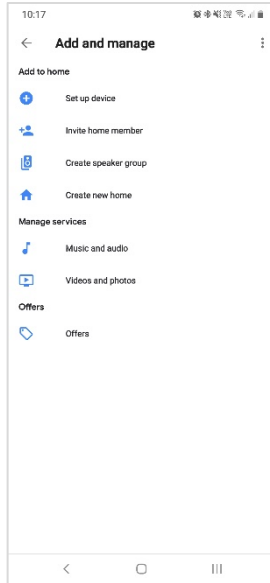 10:17
Add and manage
Add to home
Set up device
Invite home member
Create speaker group
Create new home
Manage services
Music and audio
Videos and photos
Offers
Offers